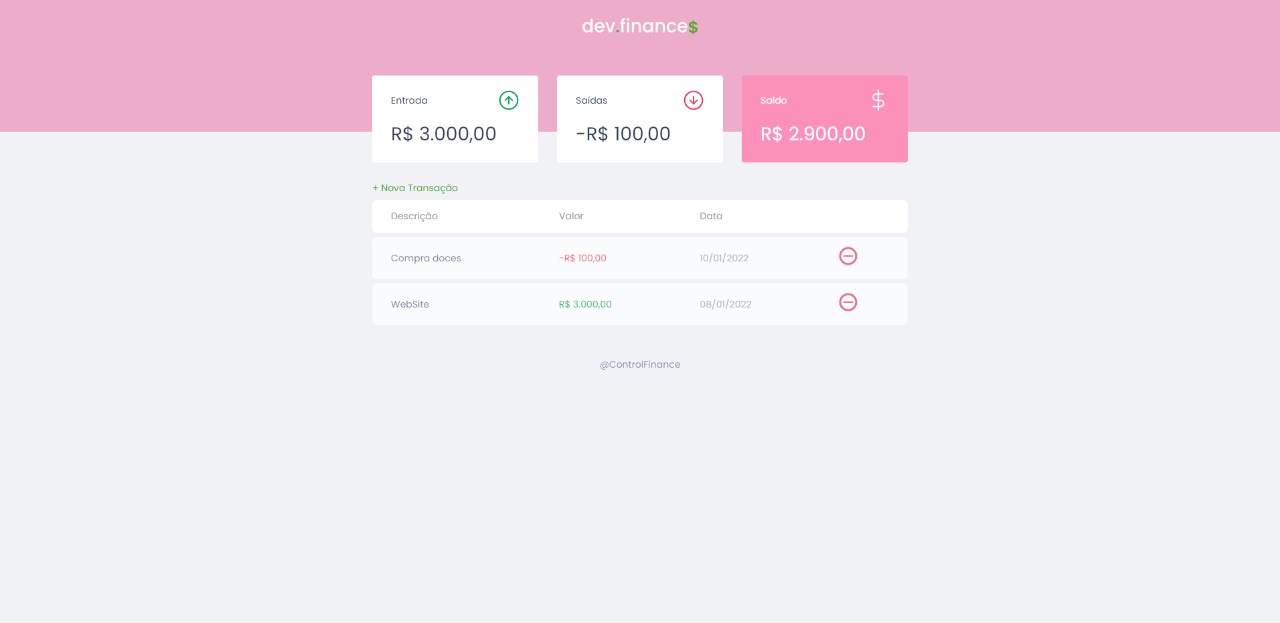 dev.finance$
Entrada
R$ 3.000,00
Saídas
-R$ 100,00
Saldo
$
R$ 2.900,00
+ Nova Transação
Descrição Valor Data
Compra doces -R$ 100,00 10/01/2022
WebSite R$ 3.000,00 08/01/2022
@ControlFinance